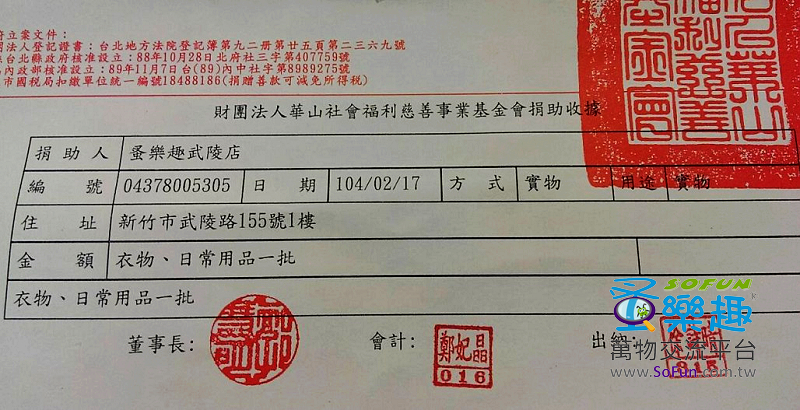 府立案文件:
團法人登記證書:台北地方法院登記簿第九二冊第廿五頁第二三六九號
台北縣政府核准設立:88年10月28日北府社三字第407759號
內政部核准設立:89年11月7日台(89)內中社字第8989275號
市國稅局扣繳單位統一編號18488186(捐贈善款可減免所得稅)
財團法人華山社會福利慈善事業基金會捐助收據
捐助人 蚤樂趣武陵店
編號 04378005305 日期 104/02/17 方式 實物 用途 實物
住址 新竹市武陵路155號1樓
金額 衣物、日常用品一批
衣物、日常用品一批
董事長: 會計: 鄭妃晶 016 出納: 015
SOFUN
蚤樂趣
萬物交流平台
www.SoFun.com.tw